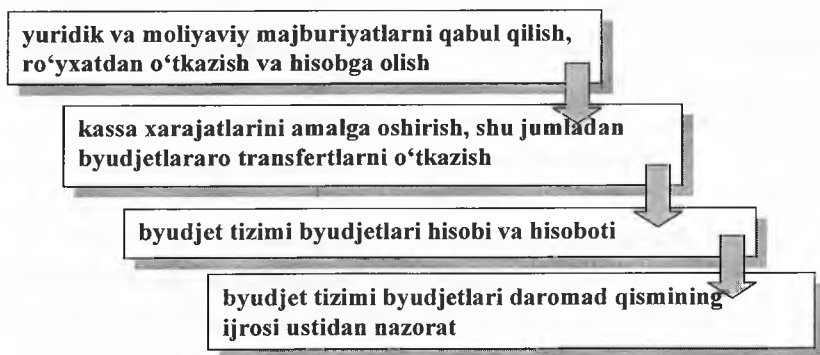 yuridik va moliyaviy majburiyatlarni qabul qilish,
ro‘yxatdan o‘tkazish va hisobga olish
kassa xarajatlarini amalga oshirish, shu jumladan
byudjetlararo transfertlarni o‘tkazish
byudjet tizimi byudjetlari hisobi va hisoboti
byudjet tizimi byudjetlari daromad qismining
ijrosi ustidan nazorat